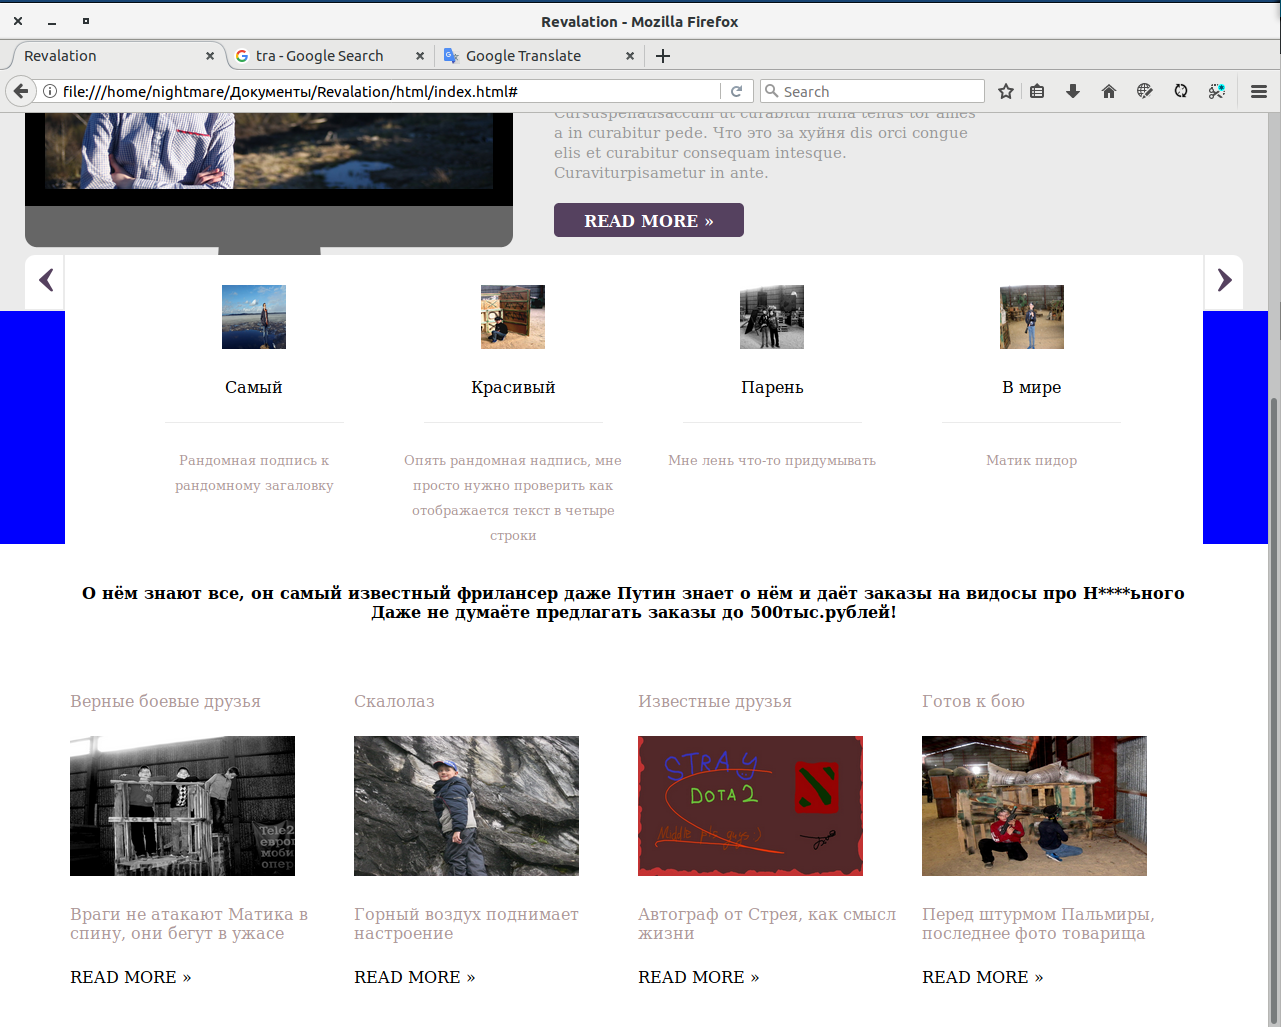 Revalation - Mozilla Firefox
Revalation
tra - Google Search
Google Translate
file:///home/nightmare/Документы/Revalation/html/index.html#
Search
Cursuspenatisaccum ut curabitur nulla tellus tor ames
a in curabitur pede. Что это за хуйня dis orci congue
elis et curabitur consequam intesque.
Curaviturpisametur in ante.
READ MORE »
Самый
Красивый
Парень
В мире
Рандомная подпись к
рандомному загаловку
Опять рандомная надпись, мне
просто нужно проверить как
отображается текст в четыре
строки
Мне лень что-то придумывать
Матик пидор
О нём знают все, он самый известный фрилансер даже Путин знает о нём и даёт заказы на видосы про Н****ьного
Даже не думаёте предлагать заказы до 500тыс.рублей!
Верные боевые друзья
Скалолаз
Известные друзья
Готов к бою
Tele2
европ
моби
опер
STRAY
DOTA 2
Middle pls guys )
Враги не атакуют Матика в
спину, они бегут в ужасе
Горный воздух поднимает
настроение
Автограф от Стрея, как смысл
жизни
Перед штурмом Пальмиры,
последнее фото товарища
READ MORE »
READ MORE »
READ MORE »
READ MORE »